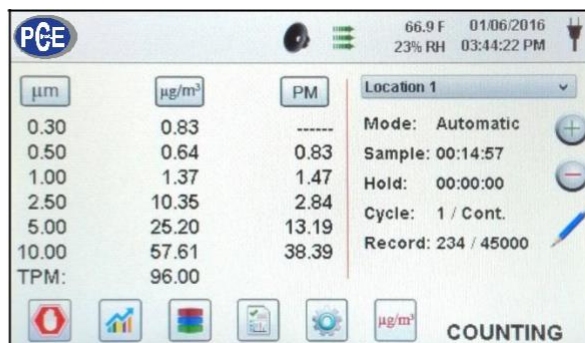 PCE
66.9 F 01/06/2016
23% RH 03:44:22 PM
µm µg/m³ PM
0.30 0.83 ------
0.50 0.64 0.83
1.00 1.37 1.47
2.50 10.35 2.84
5.00 25.20 13.19
10.00 57.61 38.39
TPM: 96.00
Location 1
Mode: Automatic
Sample: 00:14:57
Hold: 00:00:00
Cycle: 1 / Cont.
Record: 234 / 45000
µg/m³
COUNTING